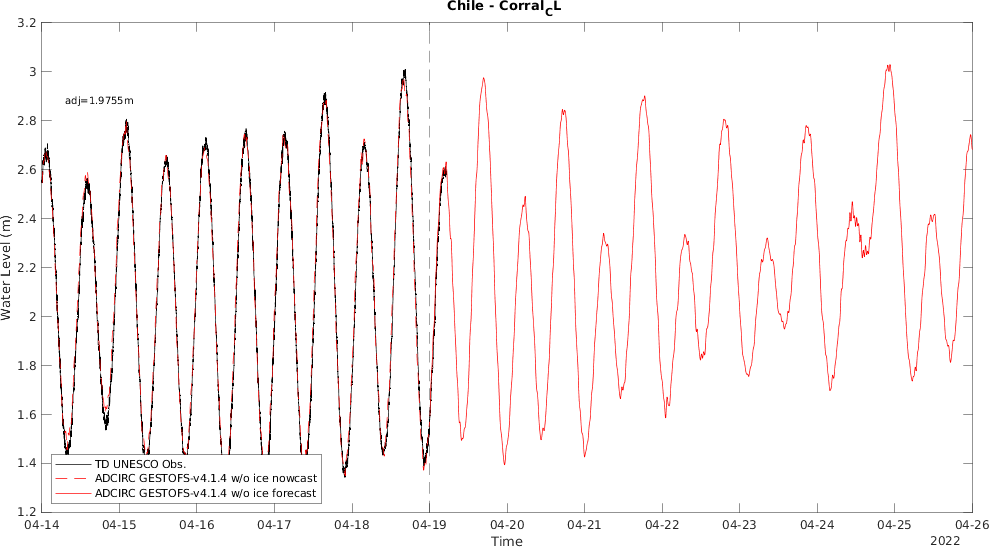 Chile - Corral_CL
adj=1.9755m
3.2
3
2.8
2.6
2.4
2.2
2
1.8
1.6
1.4
1.2
Water Level (m)
TD UNESCO Obs.
ADCIRC GESTOFS-v4.1.4 w/o ice nowcast
ADCIRC GESTOFS-v4.1.4 w/o ice forecast
04-14 04-15 04-16 04-17 04-18 04-19 04-20 04-21 04-22 04-23 04-24 04-25 04-26
Time
2022